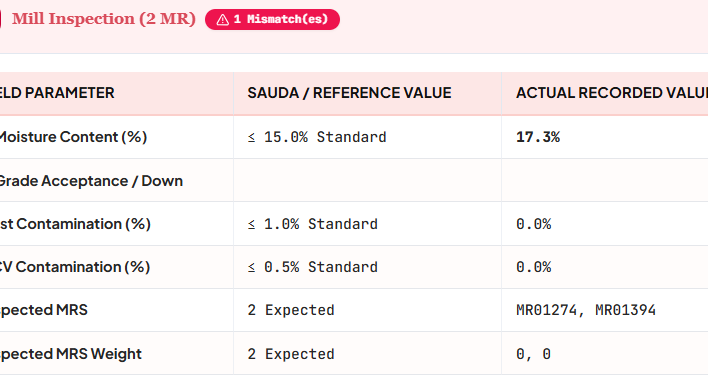 Mill Inspection (2 MR) 1 Mismatch(es)
ELD PARAMETER SAUDA / REFERENCE VALUE ACTUAL RECORDED VALU
Moisture Content (%) ≤ 15.0% Standard 17.3%
Grade Acceptance / Down
st Contamination (%) ≤ 1.0% Standard 0.0%
CV Contamination (%) ≤ 0.5% Standard 0.0%
spected MRS 2 Expected MR01274, MR01394
spected MRS Weight 2 Expected 0, 0